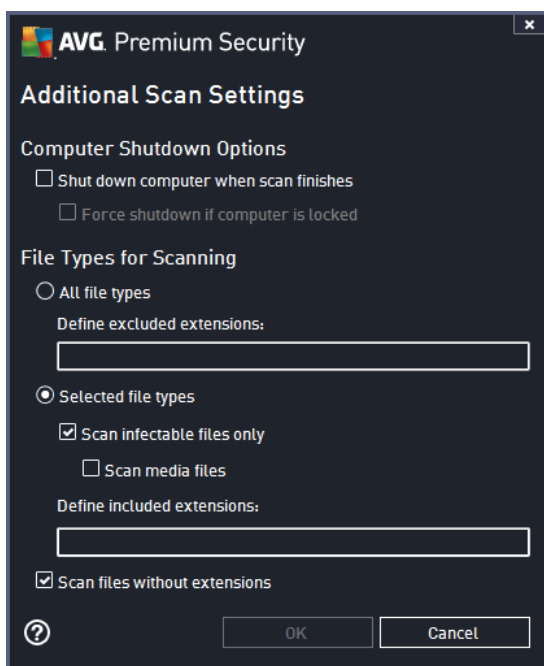 AVG. Premium Security
Additional Scan Settings
Computer Shutdown Options
Shut down computer when scan finishes
Force shutdown if computer is locked
File Types for Scanning
All file types
Define excluded extensions:
Selected file types
Scan infectable files only
Scan media files
Define included extensions:
Scan files without extensions
OK Cancel